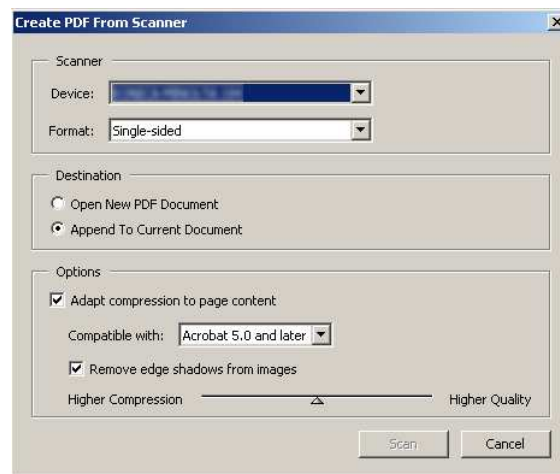 Create PDF From Scanner
Scanner
Device:
Format: Single-sided
Destination
Open New PDF Document
Append To Current Document
Options
Adapt compression to page content
Compatible with: Acrobat 5.0 and later
Remove edge shadows from images
Higher Compression Higher Quality
Scan Cancel